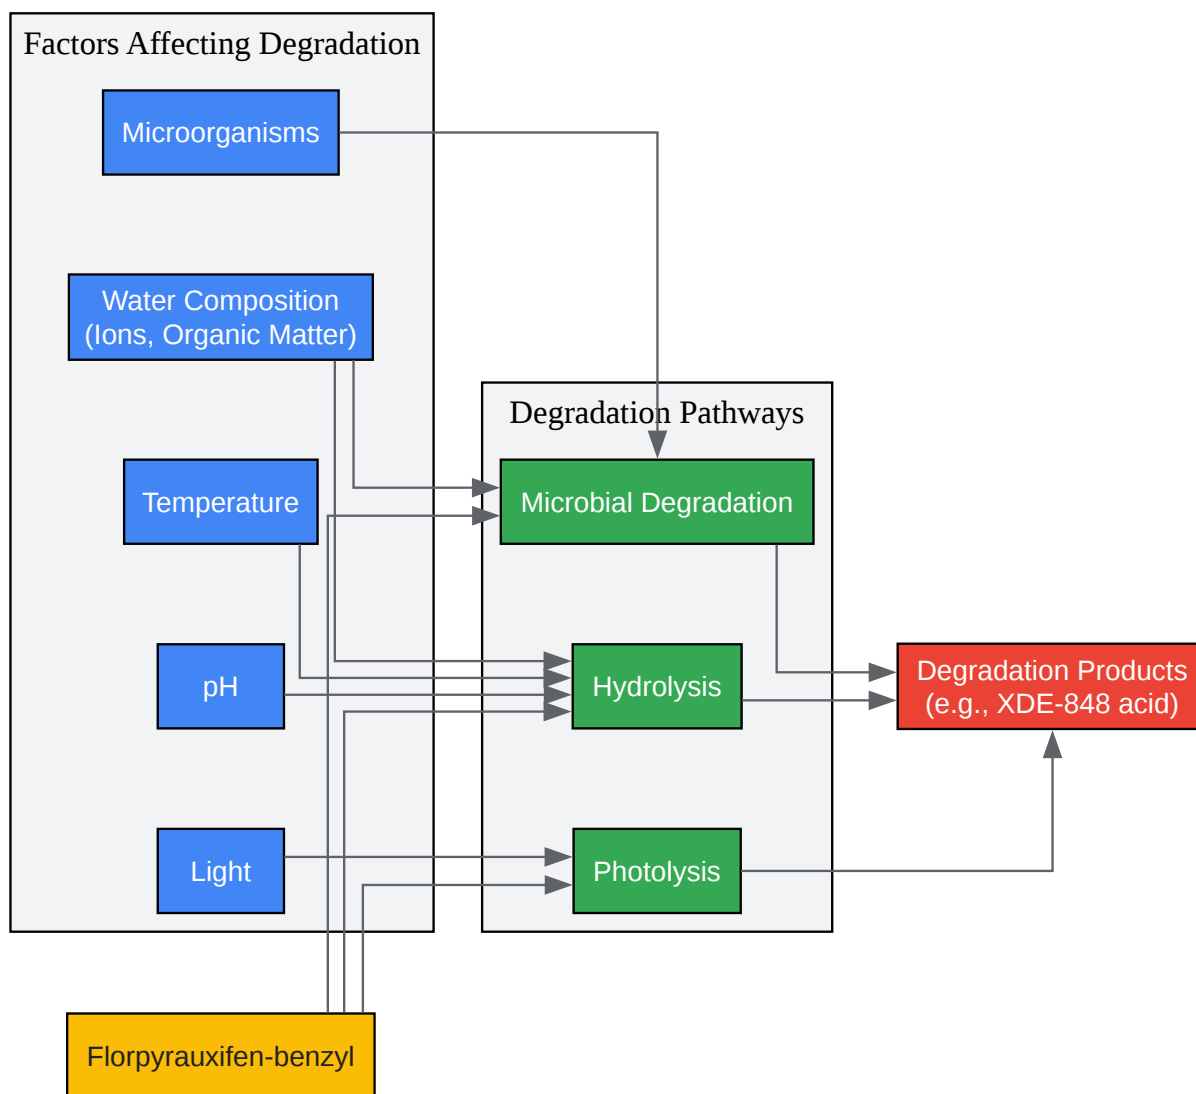 Factors Affecting Degradation
Microorganisms
Water Composition
(Ions, Organic Matter)
Degradation Pathways
Temperature
Microbial Degradation
pH
Hydrolysis
Degradation Products
(e.g., XDE-848 acid)
Light
Photolysis
Florpyrauxifen-benzyl